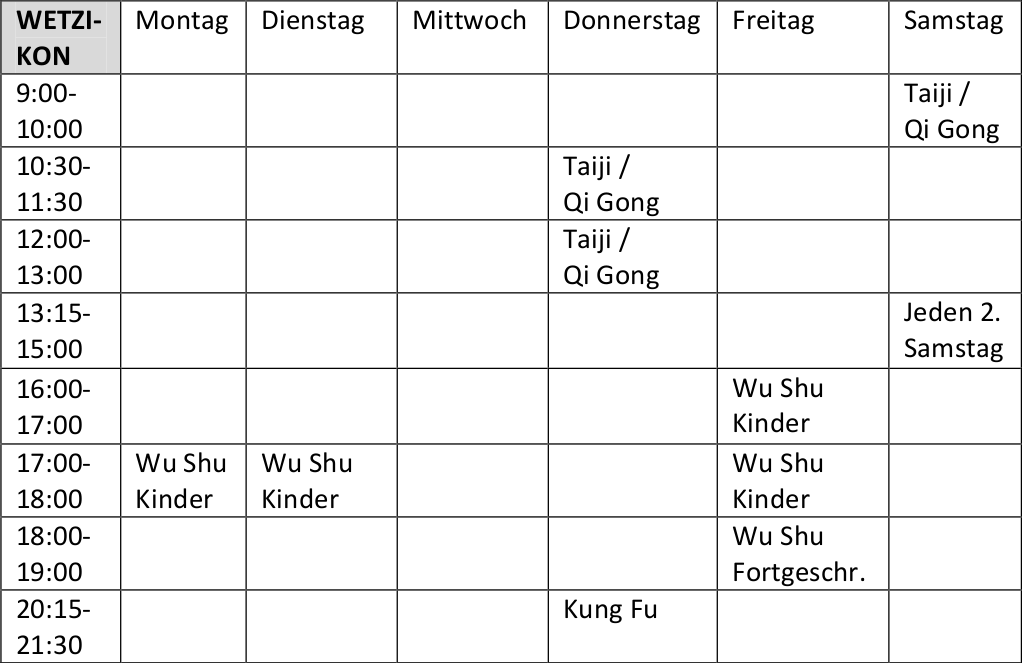 WETZI- Montag Dienstag Mittwoch Donnerstag Freitag Samstag
KON
9:00- Taiji /
10:00 Qi Gong
10:30- Taiji /
11:30 Qi Gong
12:00- Taiji /
13:00 Qi Gong
13:15- Jeden 2.
15:00 Samstag
16:00- Wu Shu
17:00 Kinder
17:00- Wu Shu Wu Shu Wu Shu
18:00 Kinder Kinder Kinder
18:00- Wu Shu
19:00 Fortgeschr.
20:15- Kung Fu
21:30